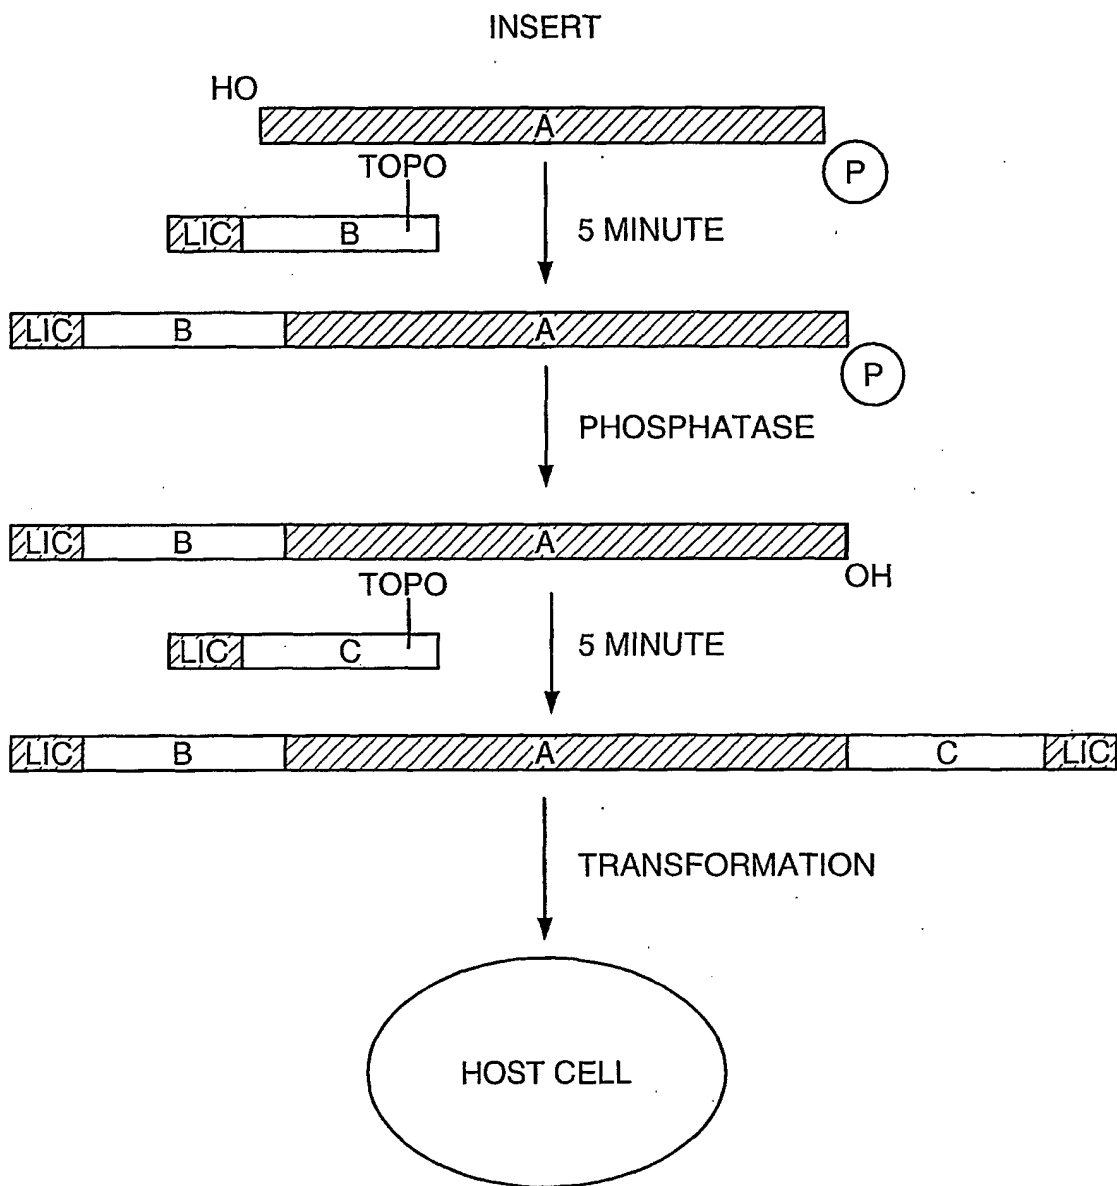 INSERT
HO
A
P
TOPO
LIC B
5 MINUTE
LIC B A
P
PHOSPHATASE
LIC B A
OH
TOPO
LIC C
5 MINUTE
LIC B A C LIC
TRANSFORMATION
HOST CELL